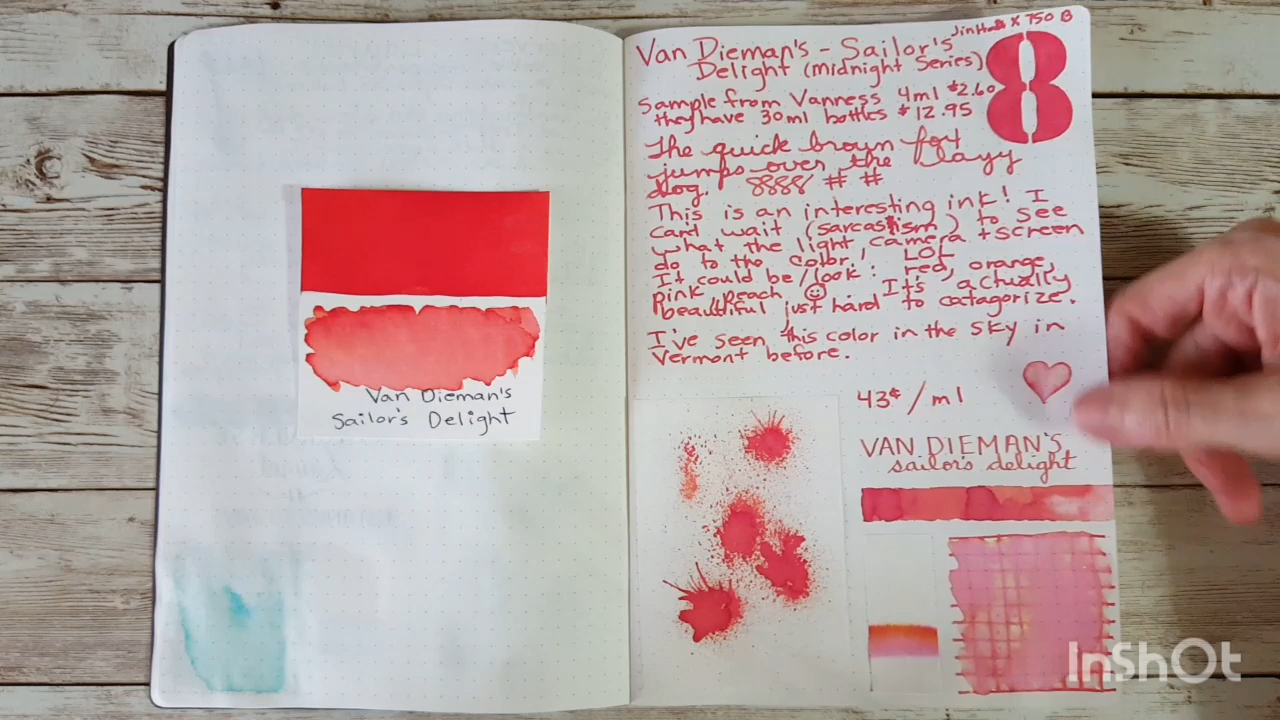 Van Dieman's
Sailor's Delight
JinHao X 750 B
Van Dieman's - Sailor's
Delight (Midnight Series)
8
Sample from Vanness 4ml $2.60
they have 30ml bottles $12.95
The quick brown fox
jumps over the lazy
dog. 8888 # #
This is an interesting ink! I
cant wait (sarcastism) to see
what the light, camera + screen
do to the color! LOL
It could be/look: red, orange,
Pink, Peach ☺. It's actually
beautiful just hard to catagorize.
I've seen this color in the sky in
Vermont before.
43¢/ml
VAN DIEMAN'S
sailor's delight
InShOt